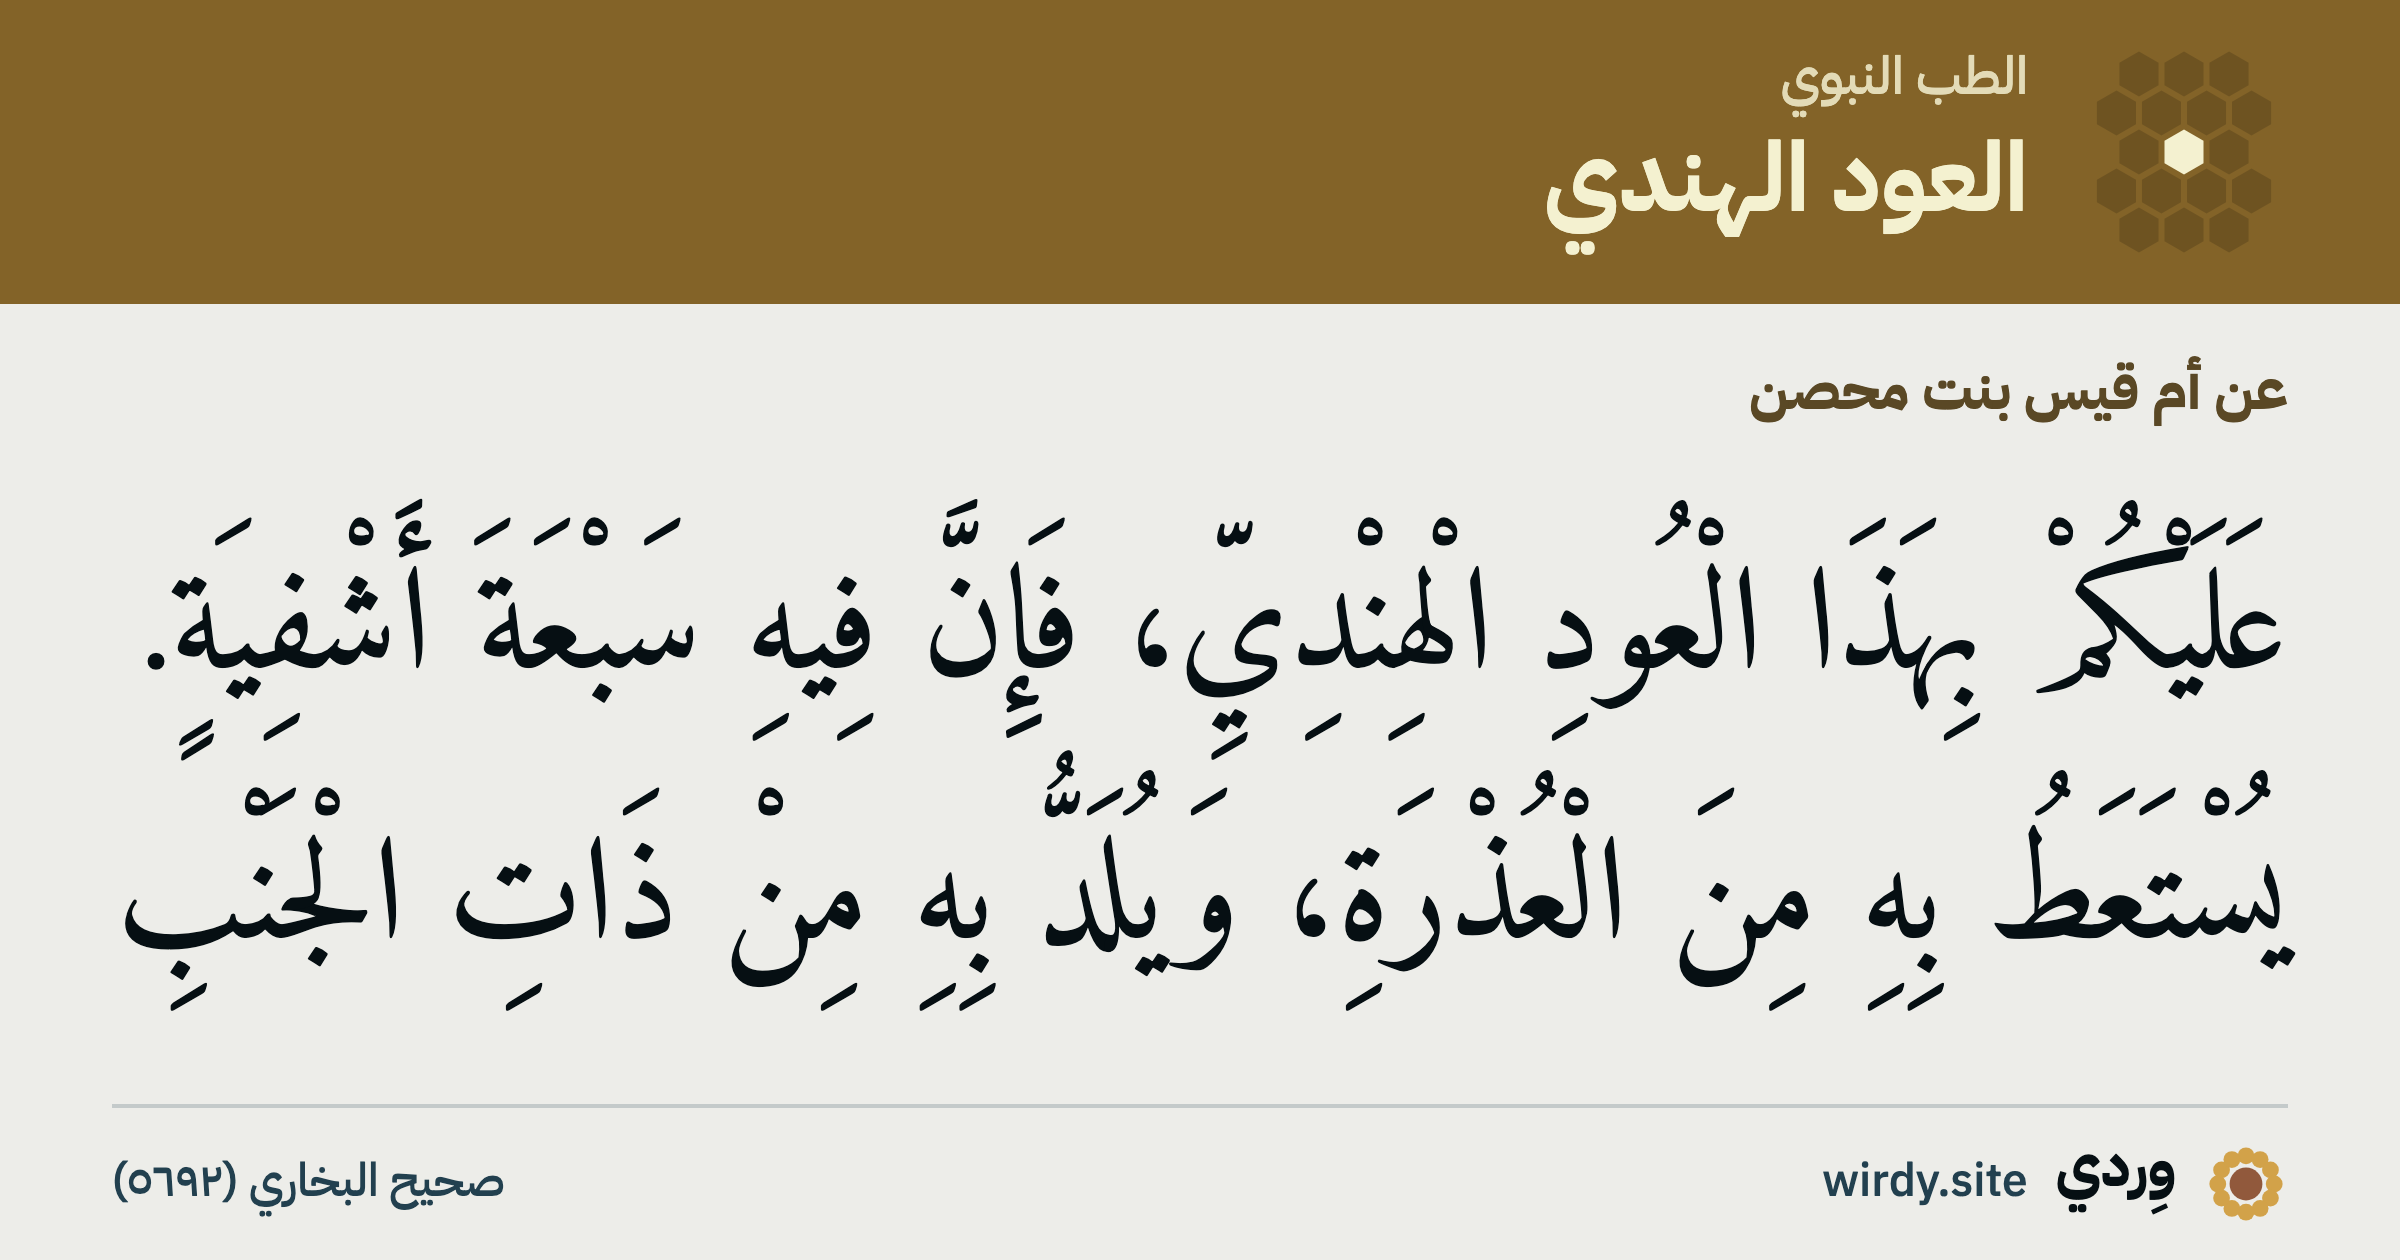 الطب النبوي
العود الهندي
عن أم قيس بنت محصن
عَلَيْكُمْ بِهَذَا الْعُودِ الْهِنْدِيِّ، فَإِنَّ فِيهِ سَبْعَةَ أَشْفِيَةٍ.
يُسْتَعَطُ بِهِ مِنَ الْعُذْرَةِ، وَيُلَدُّ بِهِ مِنْ ذَاتِ الْجَنْبِ
وِردي wirdy.site
صحيح البخاري (٥٦٩٢)